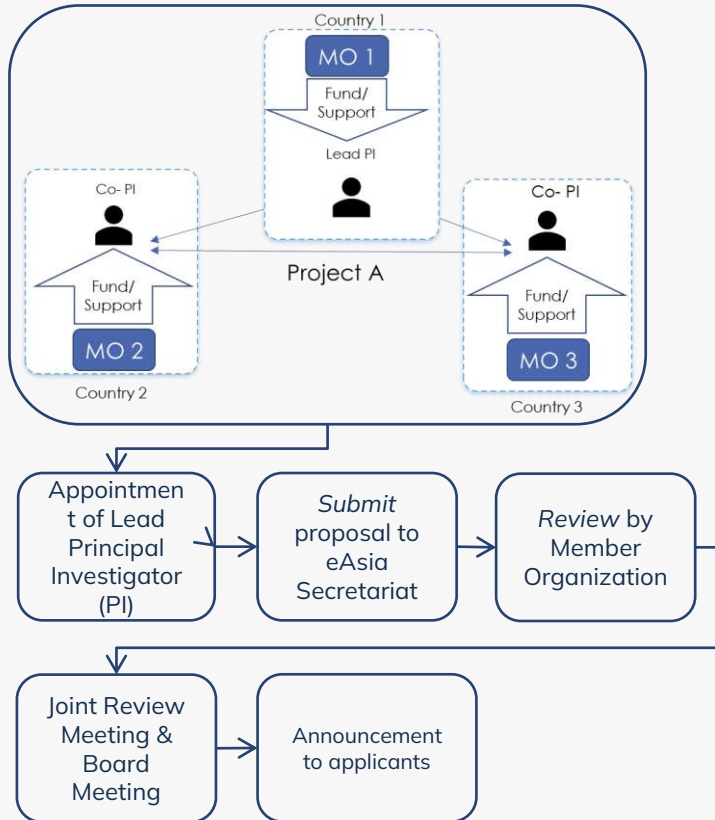 Country 1
MO 1
Fund/
Support
Lead PI
Co- PI
Fund/
Support
MO 2
Country 2
Co- PI
Fund/
Support
MO 3
Country 3
Project A
Appointmen
t of Lead
Principal
Investigator
(PI)
Submit
proposal to
eAsia
Secretariat
Review by
Member
Organization
Joint Review
Meeting &
Board
Meeting
Announcement
to applicants